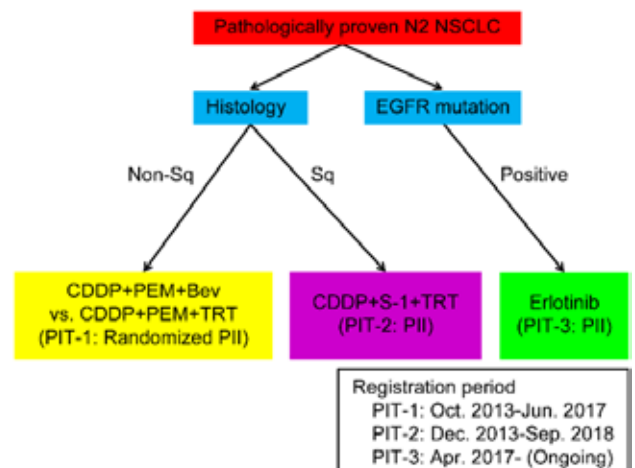 Pathologically proven N2 NSCLC
Histology
EGFR mutation
Non-Sq
Sq
Positive
CDDP+PEM+Bev
vs. CDDP+PEM+TRT
(PIT-1: Randomized PII)
CDDP+S-1+TRT
(PIT-2: PII)
Erlotinib
(PIT-3: PII)
Registration period
PIT-1: Oct. 2013-Jun. 2017
PIT-2: Dec. 2013-Sep. 2018
PIT-3: Apr. 2017- (Ongoing)